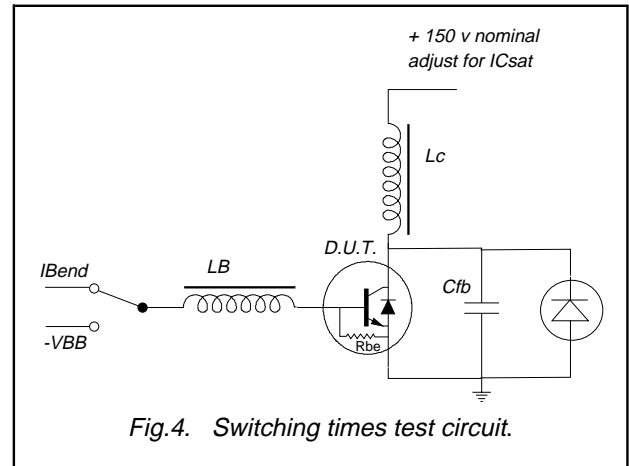 + 150 v nominal
adjust for ICsat
Lc
D.U.T.
LB
IBend
Cfb
-VBB
Rbe
Fig.4. Switching times test circuit.